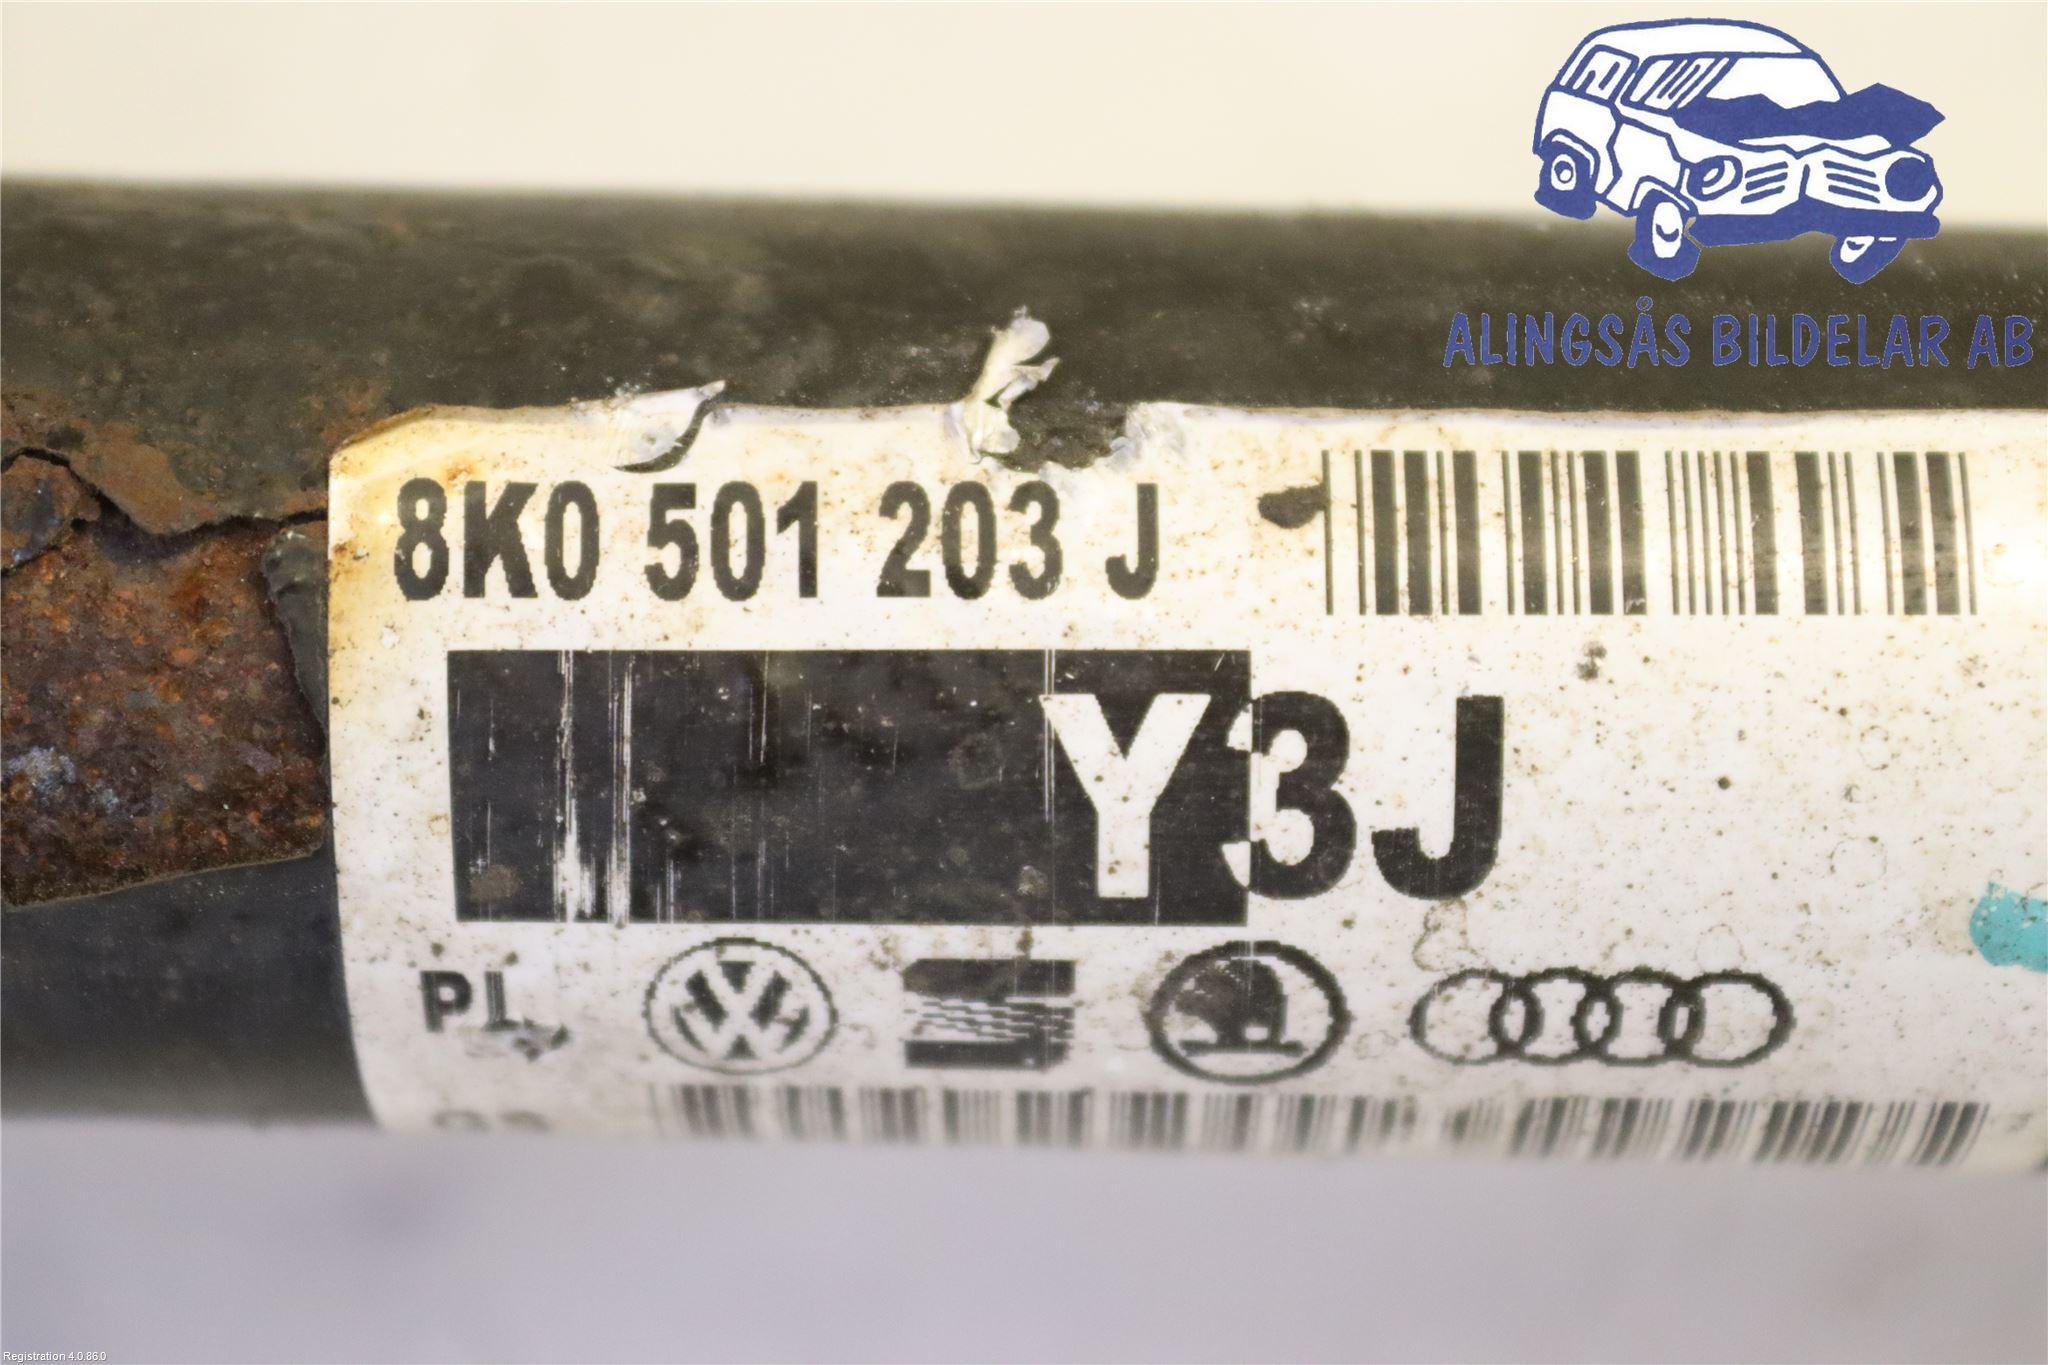 ALINGSÅS BILDELAR AB
8K0 501 203 J
Y3J
PL
Registration 4.0.86.0